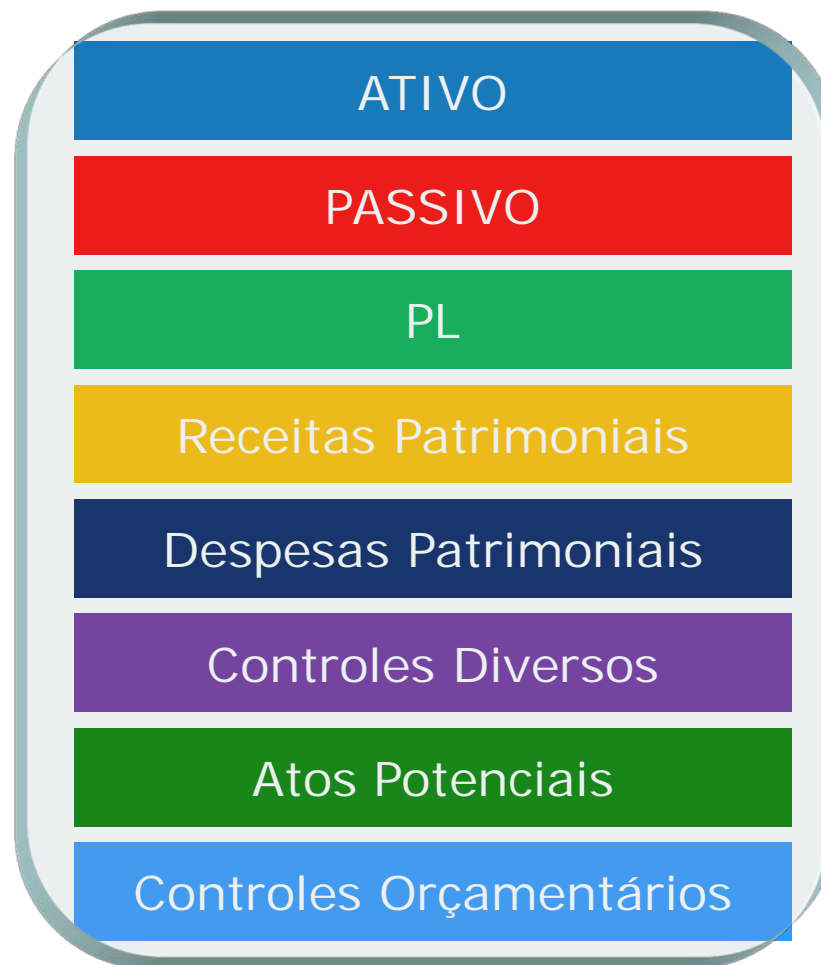 ATIVO
PASSIVO
PL
Receitas Patrimoniais
Despesas Patrimoniais
Controles Diversos
Atos Potenciais
Controles Orçamentários